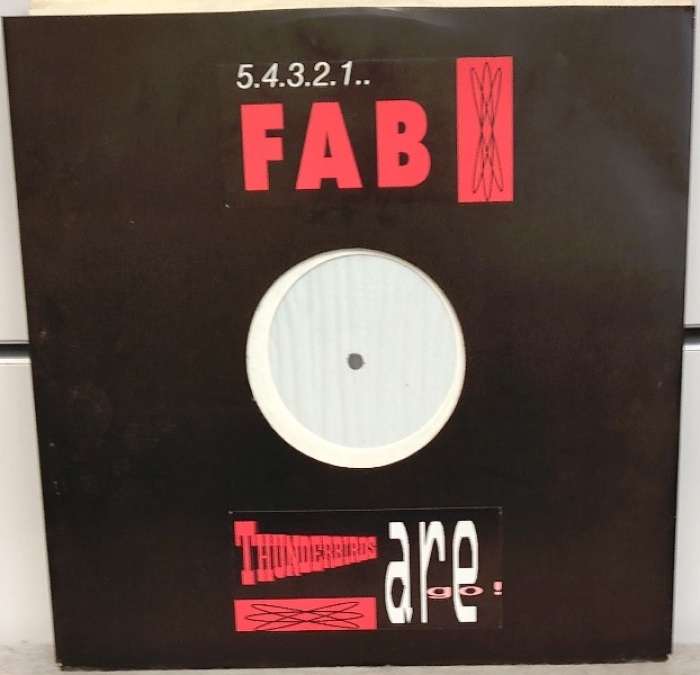 5.4.3.2.1..
FAB
THUNDERBIRDS
are
go!